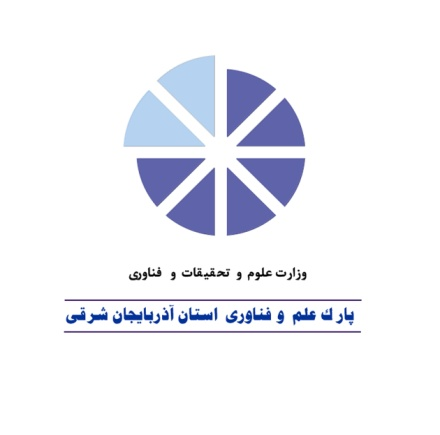 وزارت علوم و تحقیقات و فناوری
پارک علم و فناوری استان آذربایجان شرقی